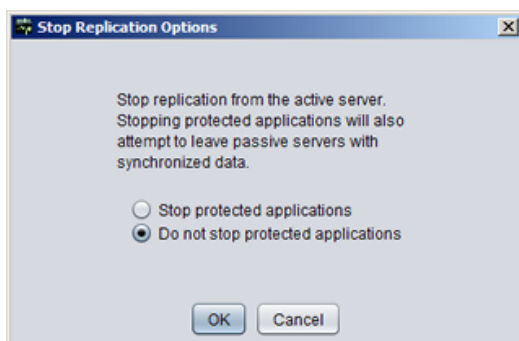 Stop Replication Options
Stop replication from the active server.
Stopping protected applications will also
attempt to leave passive servers with
synchronized data.
Stop protected applications
Do not stop protected applications
OK Cancel